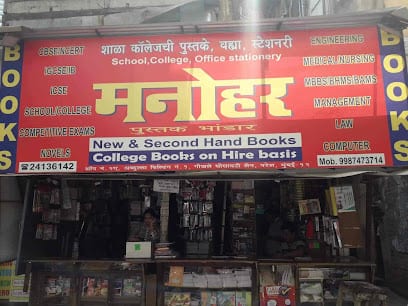 BOOKS
CBSE/NCERT
IGCSE/IB
ICSE
SCHOOL/COLLEGE
COMPETITIVE EXAMS
NOVELS
24136142
शाळा कॉलेजची पुस्तके, वह्या, स्टेशनरी
School,College, Office stationery
मनोहर
पुस्तक भांडार
New & Second Hand Books
College Books on Hire basis
ENGINEERING
MEDICAL/NURSING
MBBS/BHMS/BAMS
MANAGEMENT
LAW
COMPUTER
Mob. 9987473714
BOOKS